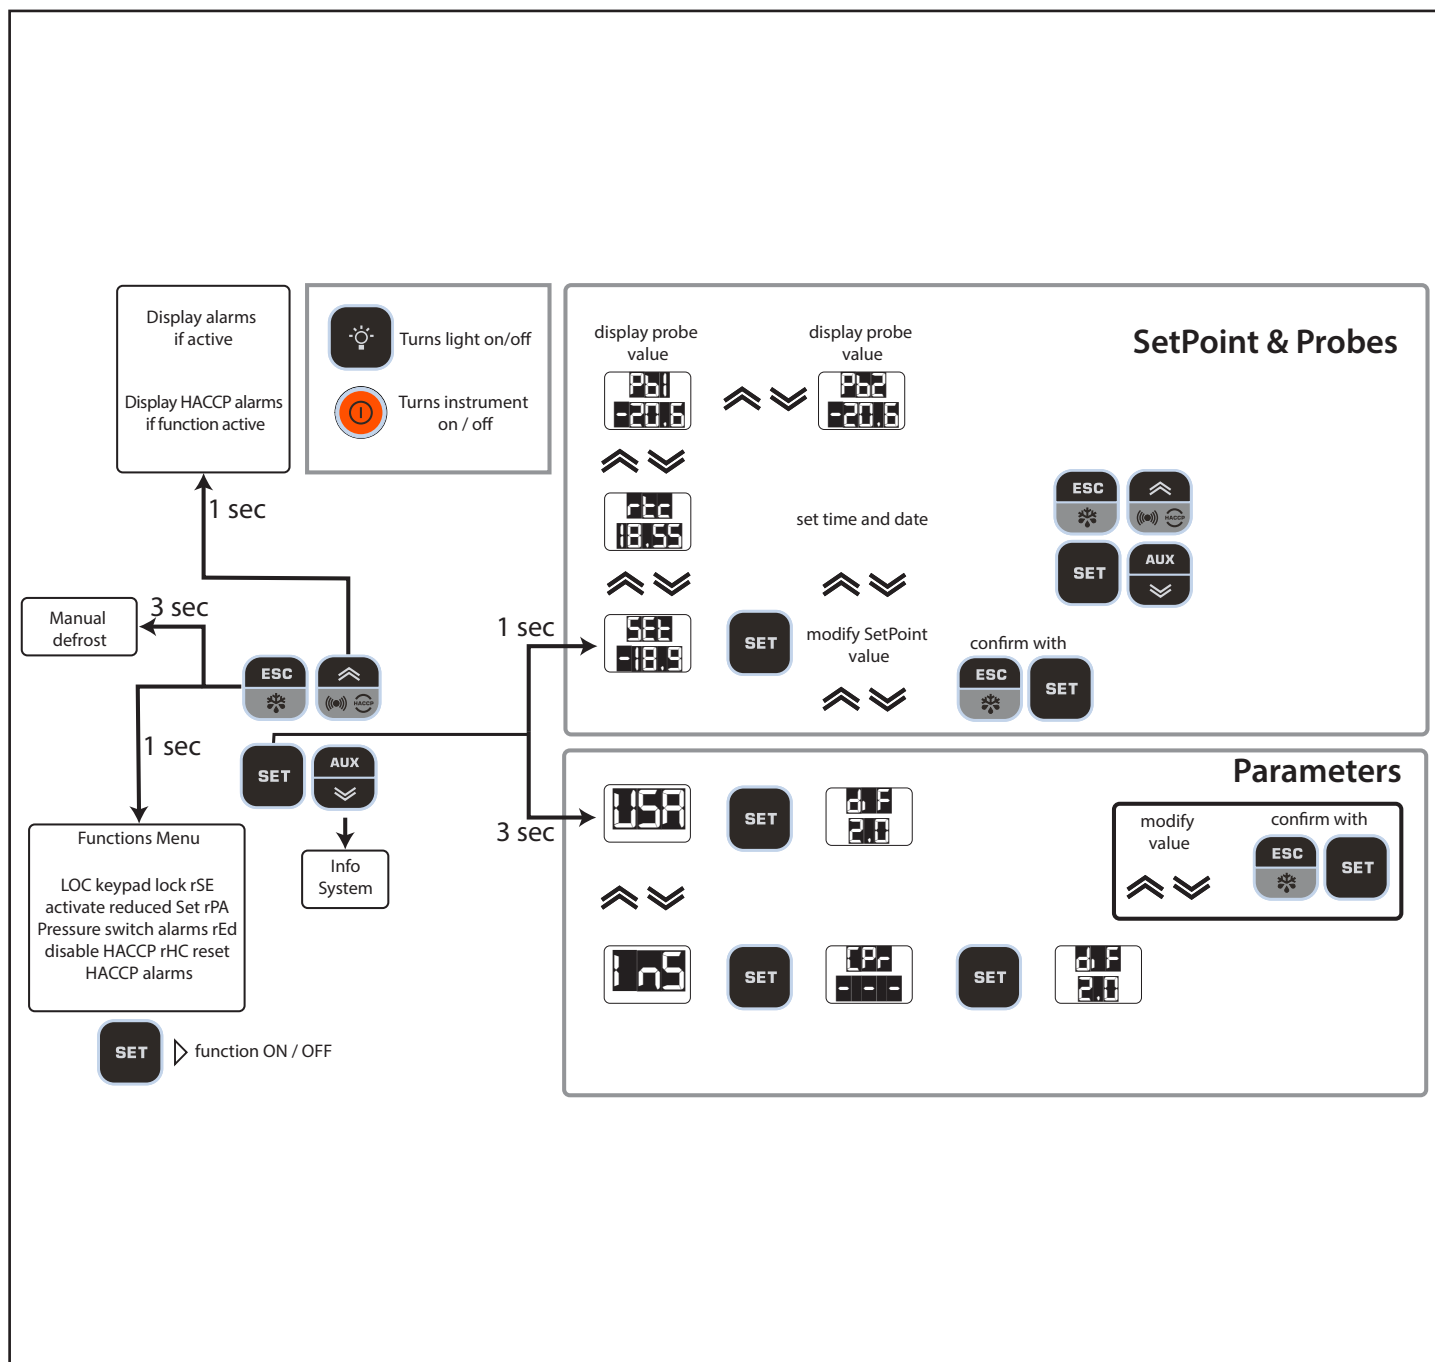 Display alarms
if active
Display HACCP alarms
if function active
Turns light on/off
Turns instrument
on / off
1 sec
3 sec
Manual
defrost
ESC
HACCP
1 sec
SET
AUX
Info
System
Functions Menu
LOC keypad lock rSE
activate reduced Set rPA
Pressure switch alarms rEd
disable HACCP rHC reset
HACCP alarms
SET
function ON / OFF
1 sec
3 sec
SetPoint & Probes
display probe
value
Pb1
-20.6
display probe
value
Pb2
-20.6
rtc
18.55
set time and date
ESC
HACCP
SET
AUX
SEt
-18.9
SET
modify SetPoint
value
confirm with
ESC
SET
Parameters
USA
SET
diF
2.0
modify
value
confirm with
ESC
SET
InS
SET
CPr
---
SET
diF
2.0